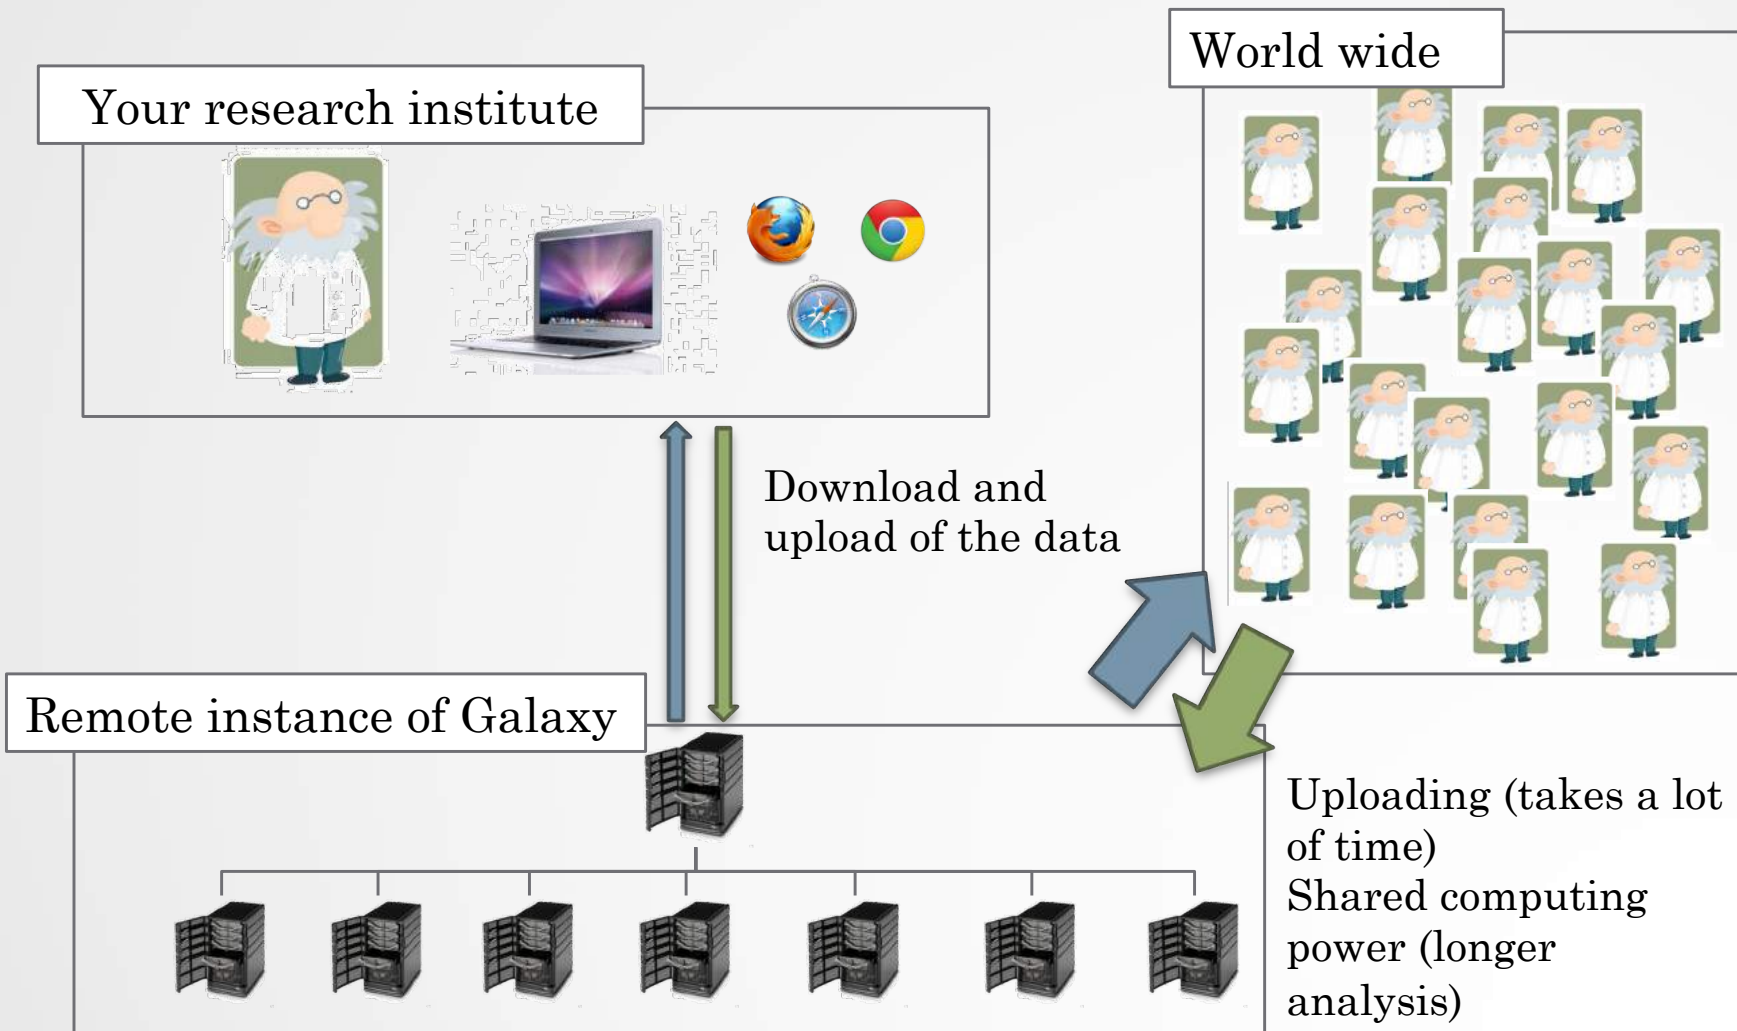 World wide
Your research institute
Download and
upload of the data
Remote instance of Galaxy
Uploading (takes a lot
of time)
Shared computing
power (longer
analysis)